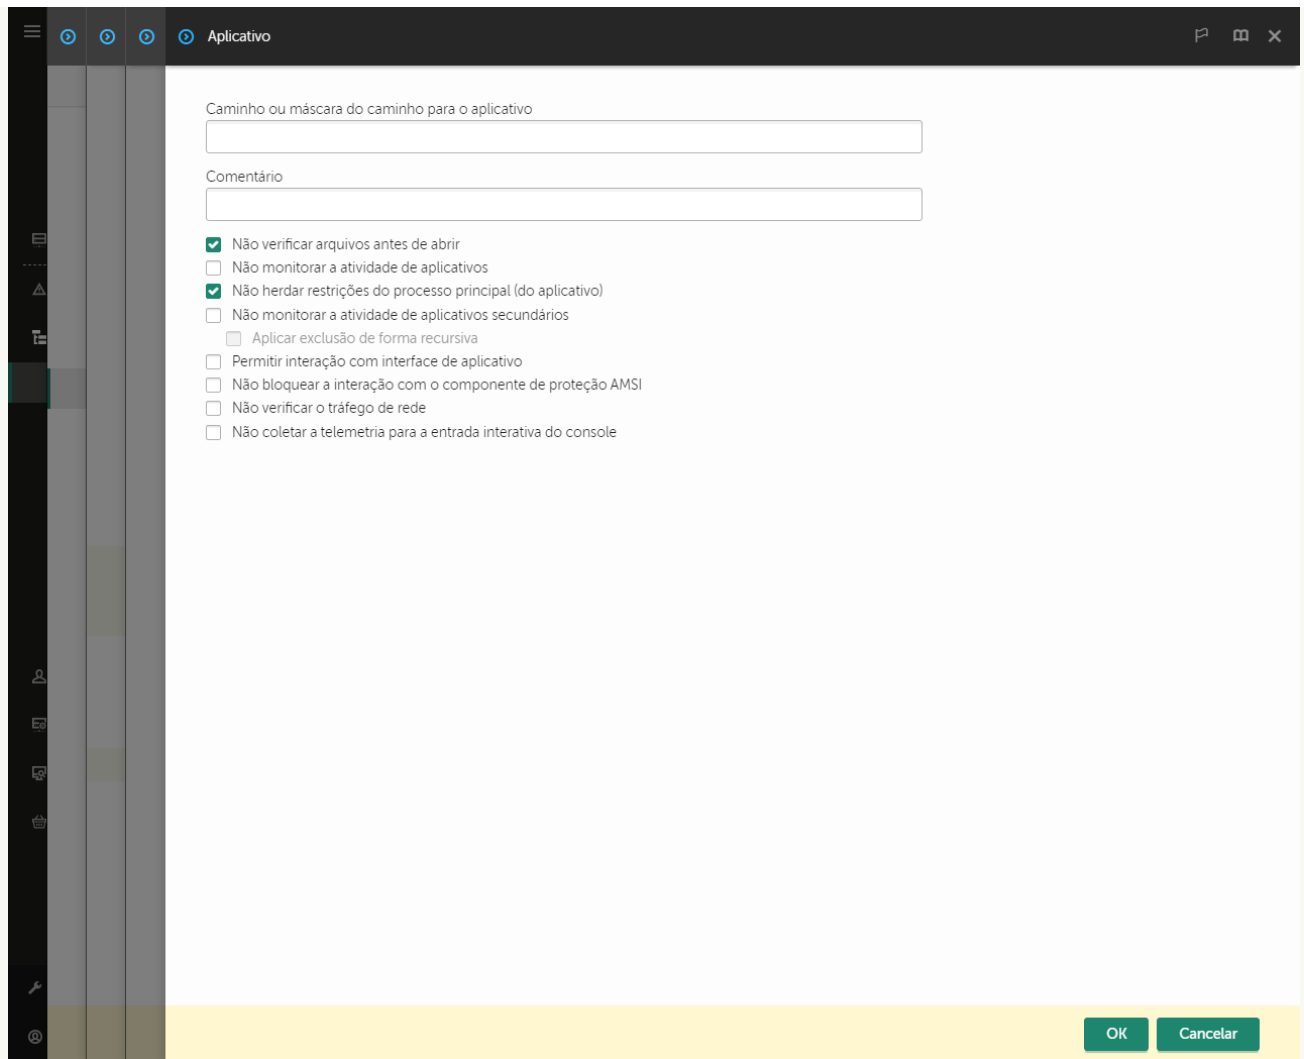 Aplicativo
Caminho ou máscara do caminho para o aplicativo
Comentário
Não verificar arquivos antes de abrir
Não monitorar a atividade de aplicativos
Não herdar restrições do processo principal (do aplicativo)
Não monitorar a atividade de aplicativos secundários
Aplicar exclusão de forma recursiva
Permitir interação com interface de aplicativo
Não bloquear a interação com o componente de proteção AMSI
Não verificar o tráfego de rede
Não coletar a telemetria para a entrada interativa do console
OK Cancelar